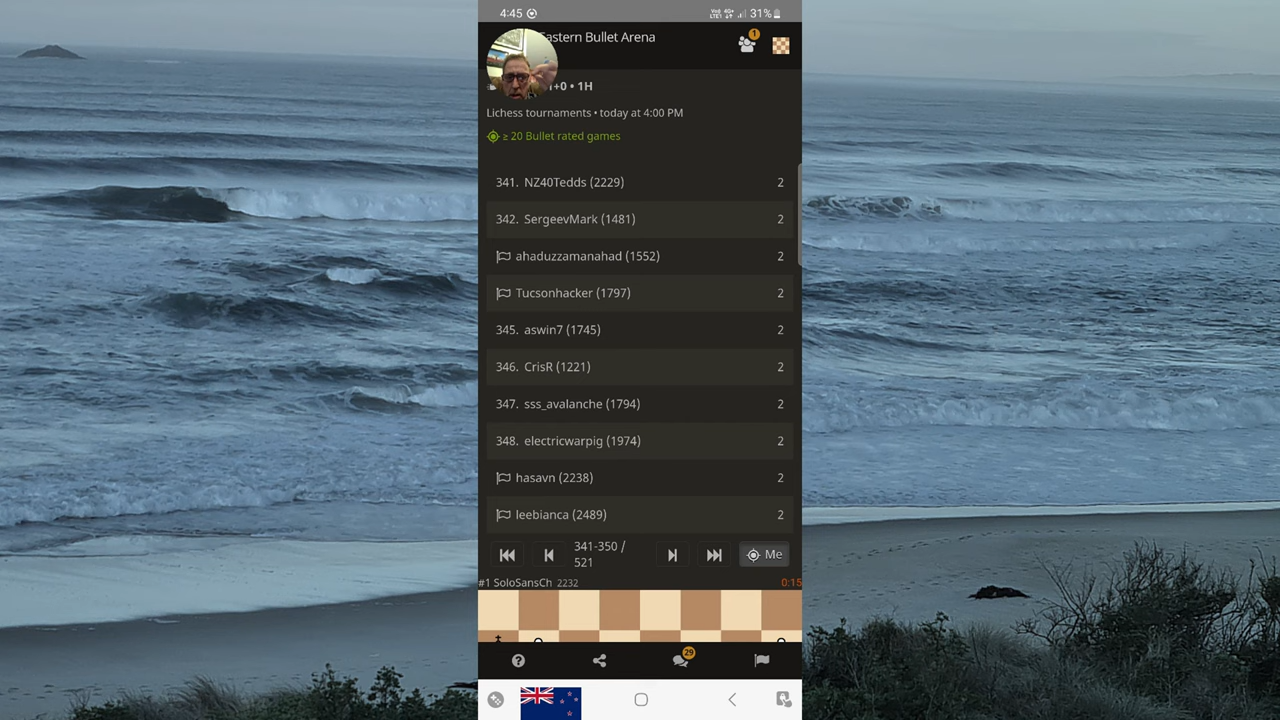 4:45 31%
Eastern Bullet Arena
1
1+0 • 1H
Lichess tournaments • today at 4:00 PM
≥ 20 Bullet rated games
341. NZ40Tedds (2229) 2
342. SergeevMark (1481) 2
ahaduzzamanahad (1552) 2
Tucsonhacker (1797) 2
345. aswin7 (1745) 2
346. CrisR (1221) 2
347. sss_avalanche (1794) 2
348. electricwarpig (1974) 2
hasavn (2238) 2
leebianca (2489) 2
341-350 /
521
Me
#1 SoloSansCh 2232 0:15
29